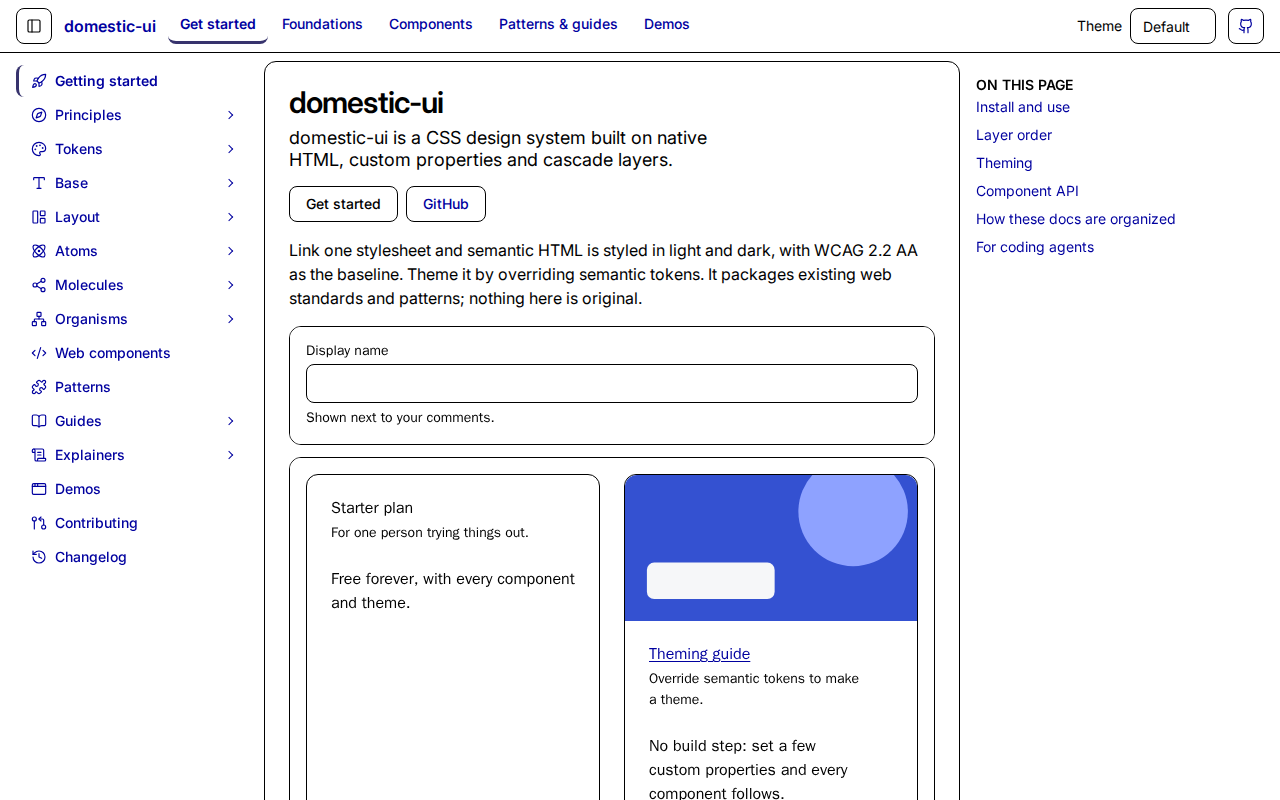 domestic-ui
Get started
Foundations
Components
Patterns & guides
Demos
Theme
Default
Getting started
Principles
Tokens
Base
Layout
Atoms
Molecules
Organisms
Web components
Patterns
Guides
Explainers
Demos
Contributing
Changelog
domestic-ui
domestic-ui is a CSS design system built on native
HTML, custom properties and cascade layers.
Get started
GitHub
Link one stylesheet and semantic HTML is styled in light and dark, with WCAG 2.2 AA
as the baseline. Theme it by overriding semantic tokens. It packages existing web
standards and patterns; nothing here is original.
Display name
Shown next to your comments.
Starter plan
For one person trying things out.
Free forever, with every component
and theme.
Theming guide
Override semantic tokens to make
a theme.
No build step: set a few
custom properties and every
component follows.
ON THIS PAGE
Install and use
Layer order
Theming
Component API
How these docs are organized
For coding agents